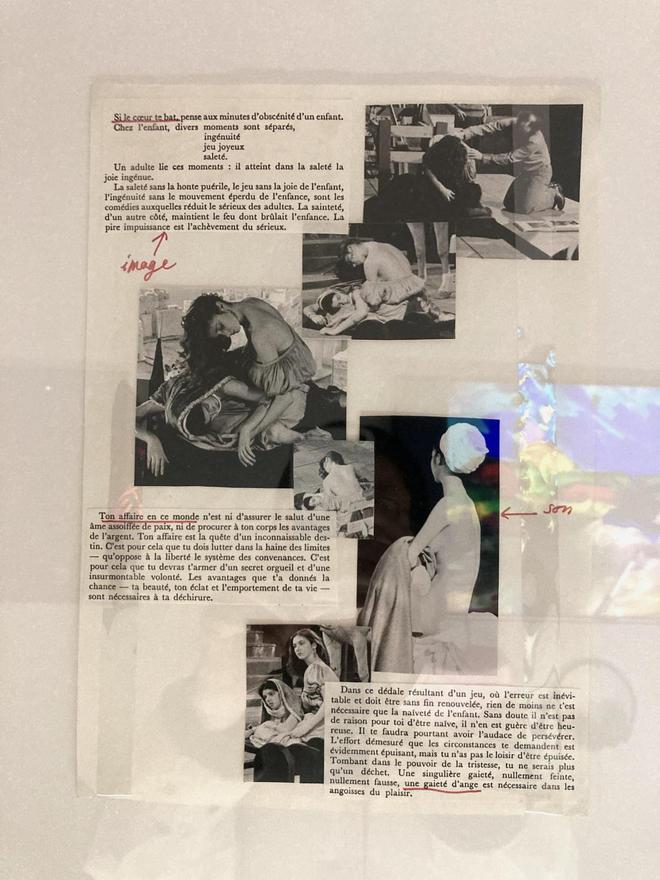 Si le cœur te bat, pense aux minutes d'obscénité d'un enfant.
Chez l'enfant, divers moments sont séparés,
ingénuité
jeu joyeux
saleté.
Un adulte lie ces moments : il atteint dans la saleté la
joie ingénue.
La saleté sans la honte puérile, le jeu sans la joie de l'enfant,
l'ingénuité sans le mouvement éperdu de l'enfance, sont les
comédies auxquelles réduit le sérieux des adultes. La sainteté,
d'un autre côté, maintient le feu dont brûlait l'enfance. La
pire impuissance est l'achèvement du sérieux.
image
son
Ton affaire en ce monde n'est ni d'assurer le salut d'une
âme assoiffée de paix, ni de procurer à ton corps les avantages
de l'argent. Ton affaire est la quête d'un inconnaissable des-
tin. C'est pour cela que tu dois lutter dans la haine des limites
— qu'oppose à la liberté le système des convenances. C'est
pour cela que tu devras t'armer d'un secret orgueil et d'une
insurmontable volonté. Les avantages que t'a donnés la
chance — ta beauté, ton éclat et l'emportement de ta vie —
sont nécessaires à ta déchirure.
Dans ce dédale résultant d'un jeu, où l'erreur est inévi-
table et doit être sans fin renouvelée, rien de moins ne t'est
nécessaire que la naïveté de l'enfant. Sans doute il n'est pas
de raison pour toi d'être naïve, il n'en est guère d'être heu-
reuse. Il te faudra pourtant avoir l'audace de persévérer.
L'effort démesuré que les circonstances te demandent est
évidemment épuisant, mais tu n'as pas le loisir d'être épuisée.
Tombant dans le pouvoir de la tristesse, tu ne serais plus
qu'un déchet. Une singulière gaieté, nullement feinte,
nullement fausse, une gaieté d'ange est nécessaire dans les
angoisses du plaisir.